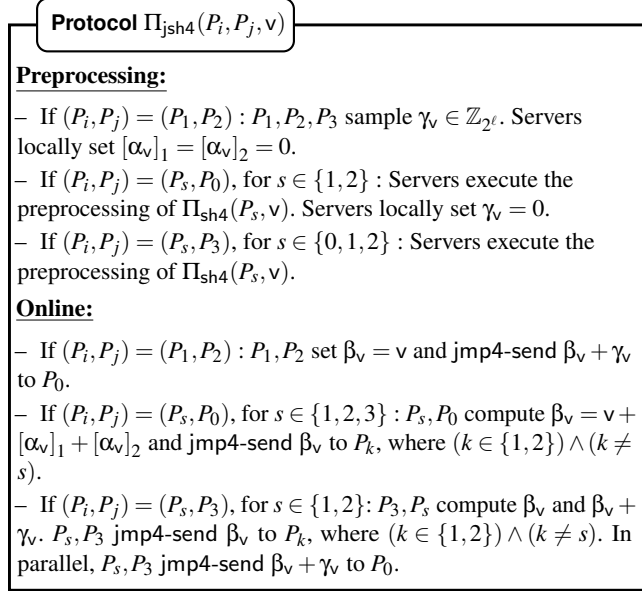 Protocol Π_jsh4(P_i, P_j, v)
Preprocessing:
– If (P_i, P_j) = (P_1, P_2) : P_1, P_2, P_3 sample γ_v ∈ ℤ_{2^ℓ}. Servers
locally set [α_v]_1 = [α_v]_2 = 0.
– If (P_i, P_j) = (P_s, P_0), for s ∈ {1,2} : Servers execute the
preprocessing of Π_sh4(P_s, v). Servers locally set γ_v = 0.
– If (P_i, P_j) = (P_s, P_3), for s ∈ {0,1,2} : Servers execute the
preprocessing of Π_sh4(P_s, v).
Online:
– If (P_i, P_j) = (P_1, P_2) : P_1, P_2 set β_v = v and jmp4-send β_v + γ_v
to P_0.
– If (P_i, P_j) = (P_s, P_0), for s ∈ {1,2,3} : P_s, P_0 compute β_v = v +
[α_v]_1 + [α_v]_2 and jmp4-send β_v to P_k, where (k ∈ {1,2}) ∧ (k ≠
s).
– If (P_i, P_j) = (P_s, P_3), for s ∈ {1,2}: P_3, P_s compute β_v and β_v +
γ_v. P_s, P_3 jmp4-send β_v to P_k, where (k ∈ {1,2}) ∧ (k ≠ s). In
parallel, P_s, P_3 jmp4-send β_v + γ_v to P_0.